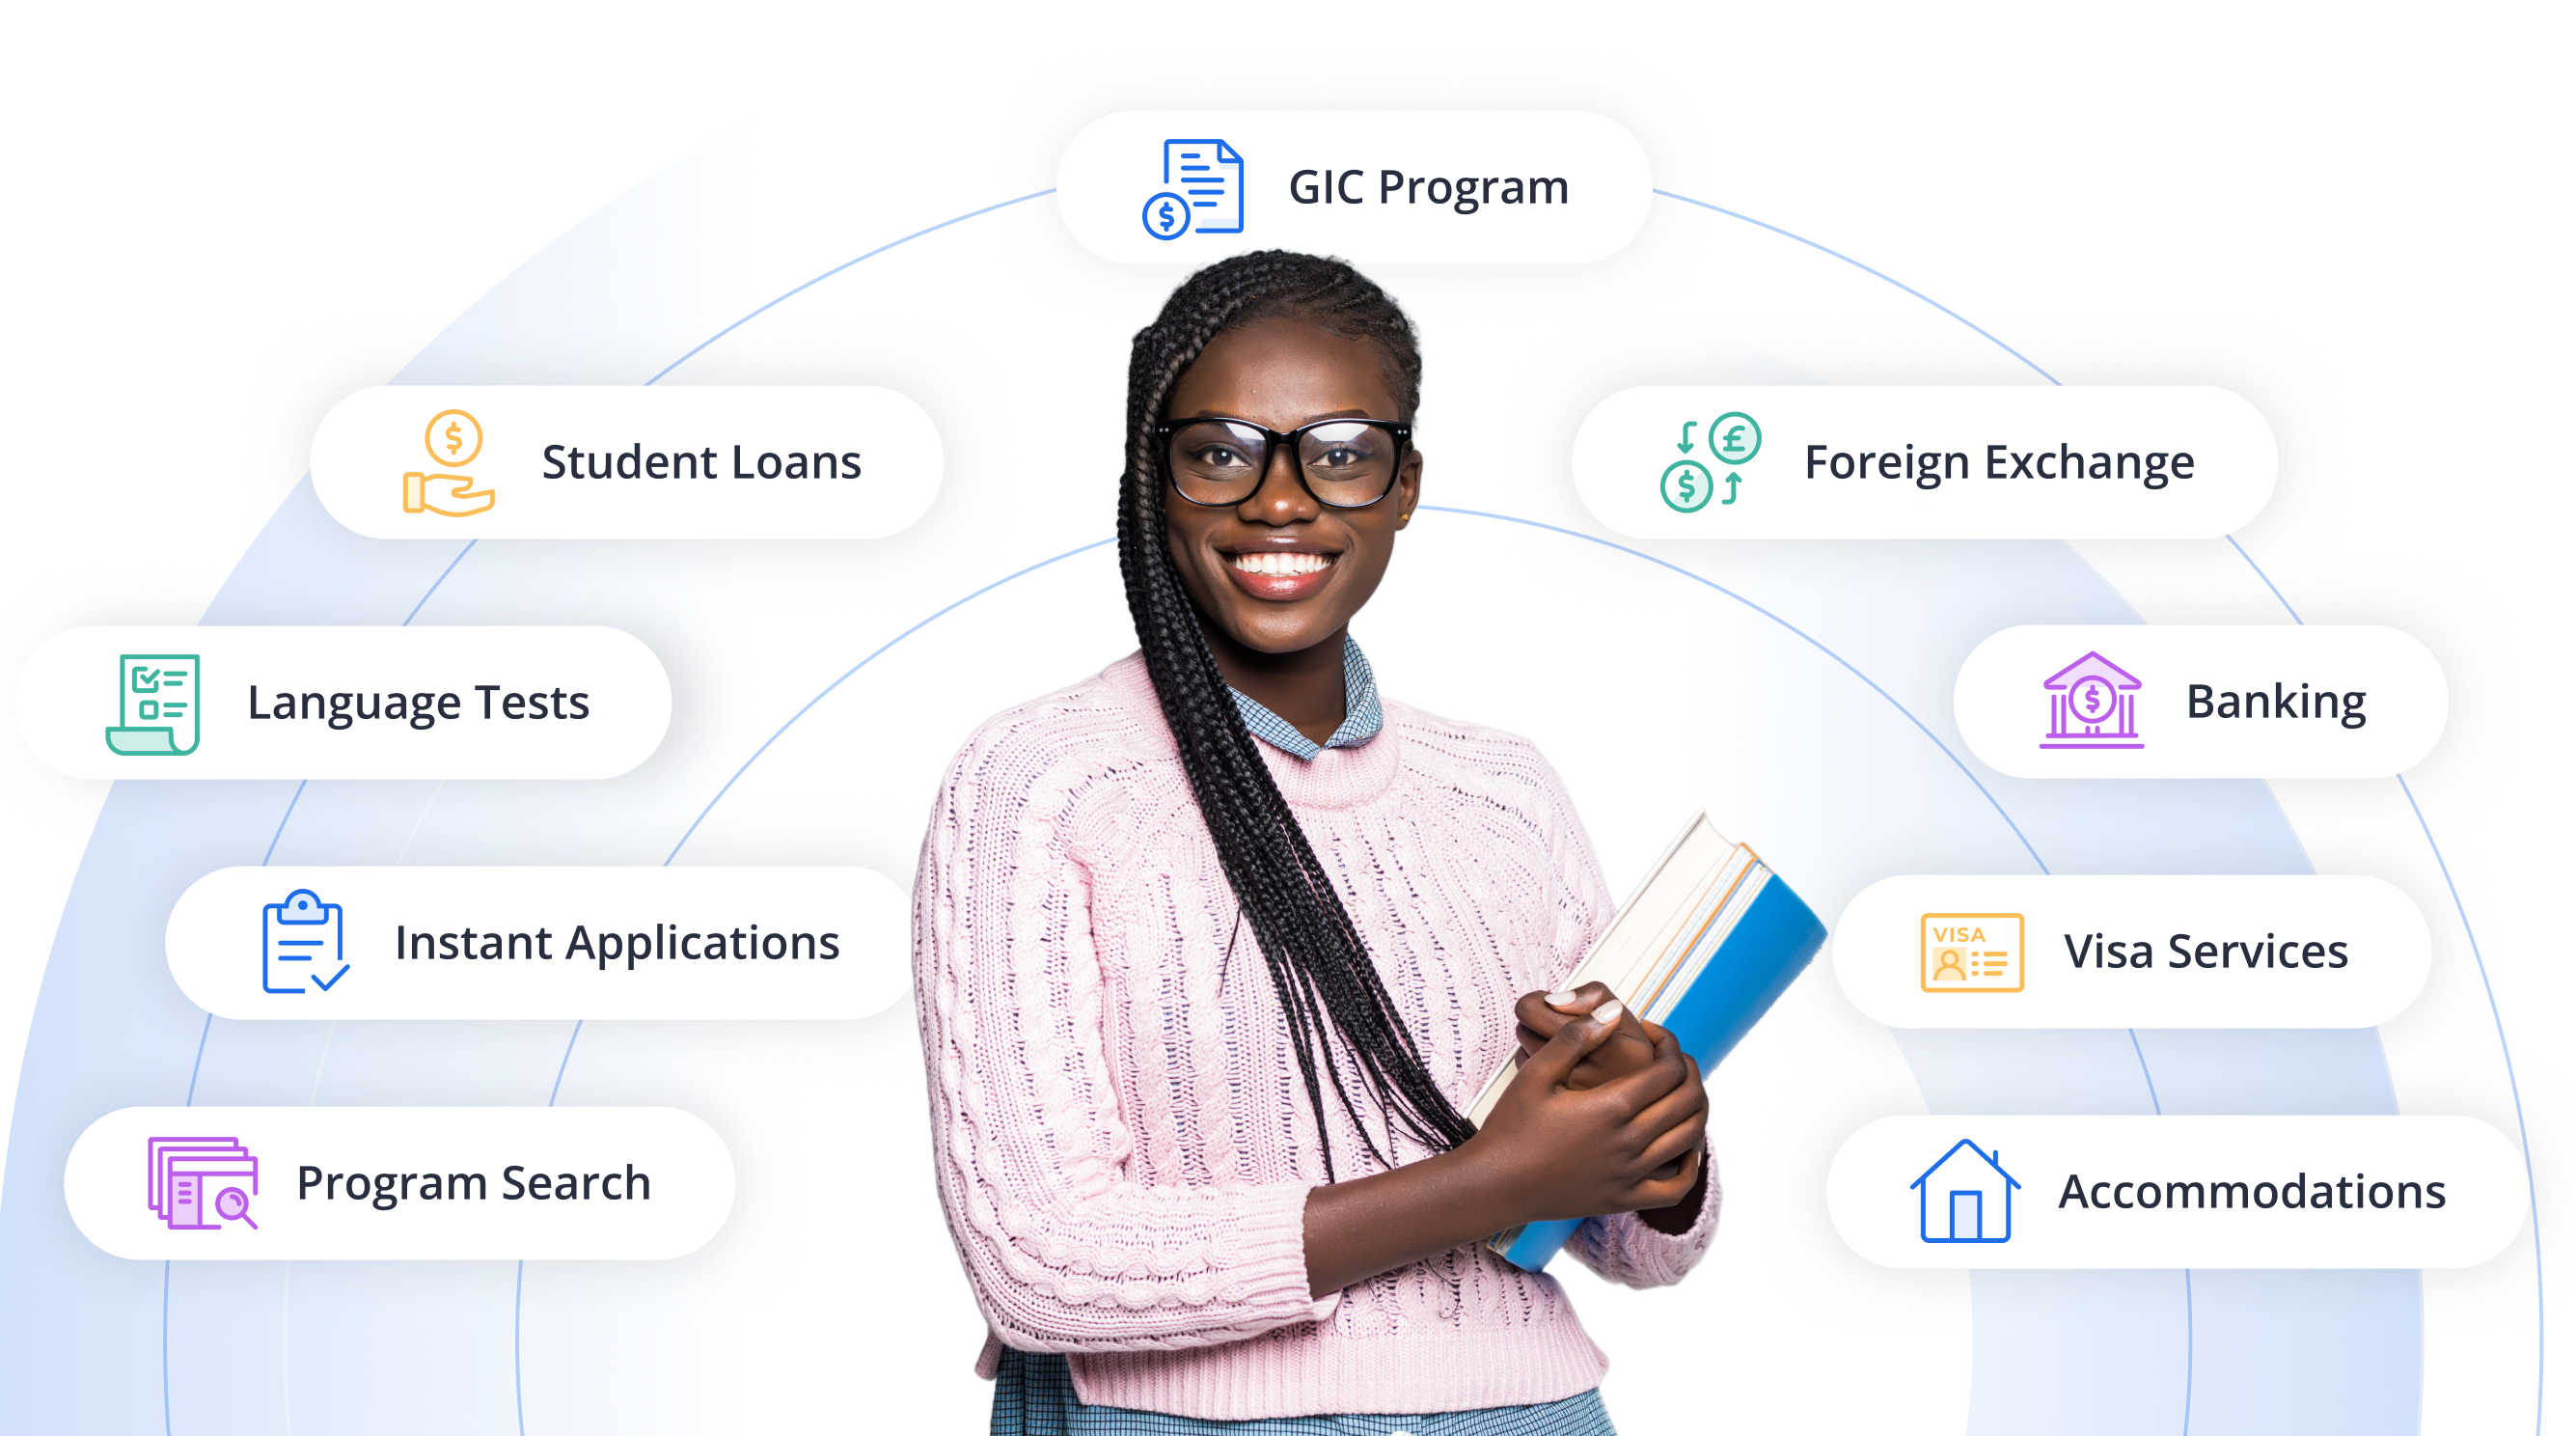 GIC Program
$
Student Loans
$
Foreign Exchange
£
$
Language Tests
Banking
$
Instant Applications
Visa Services
VISA
Program Search
Accommodations